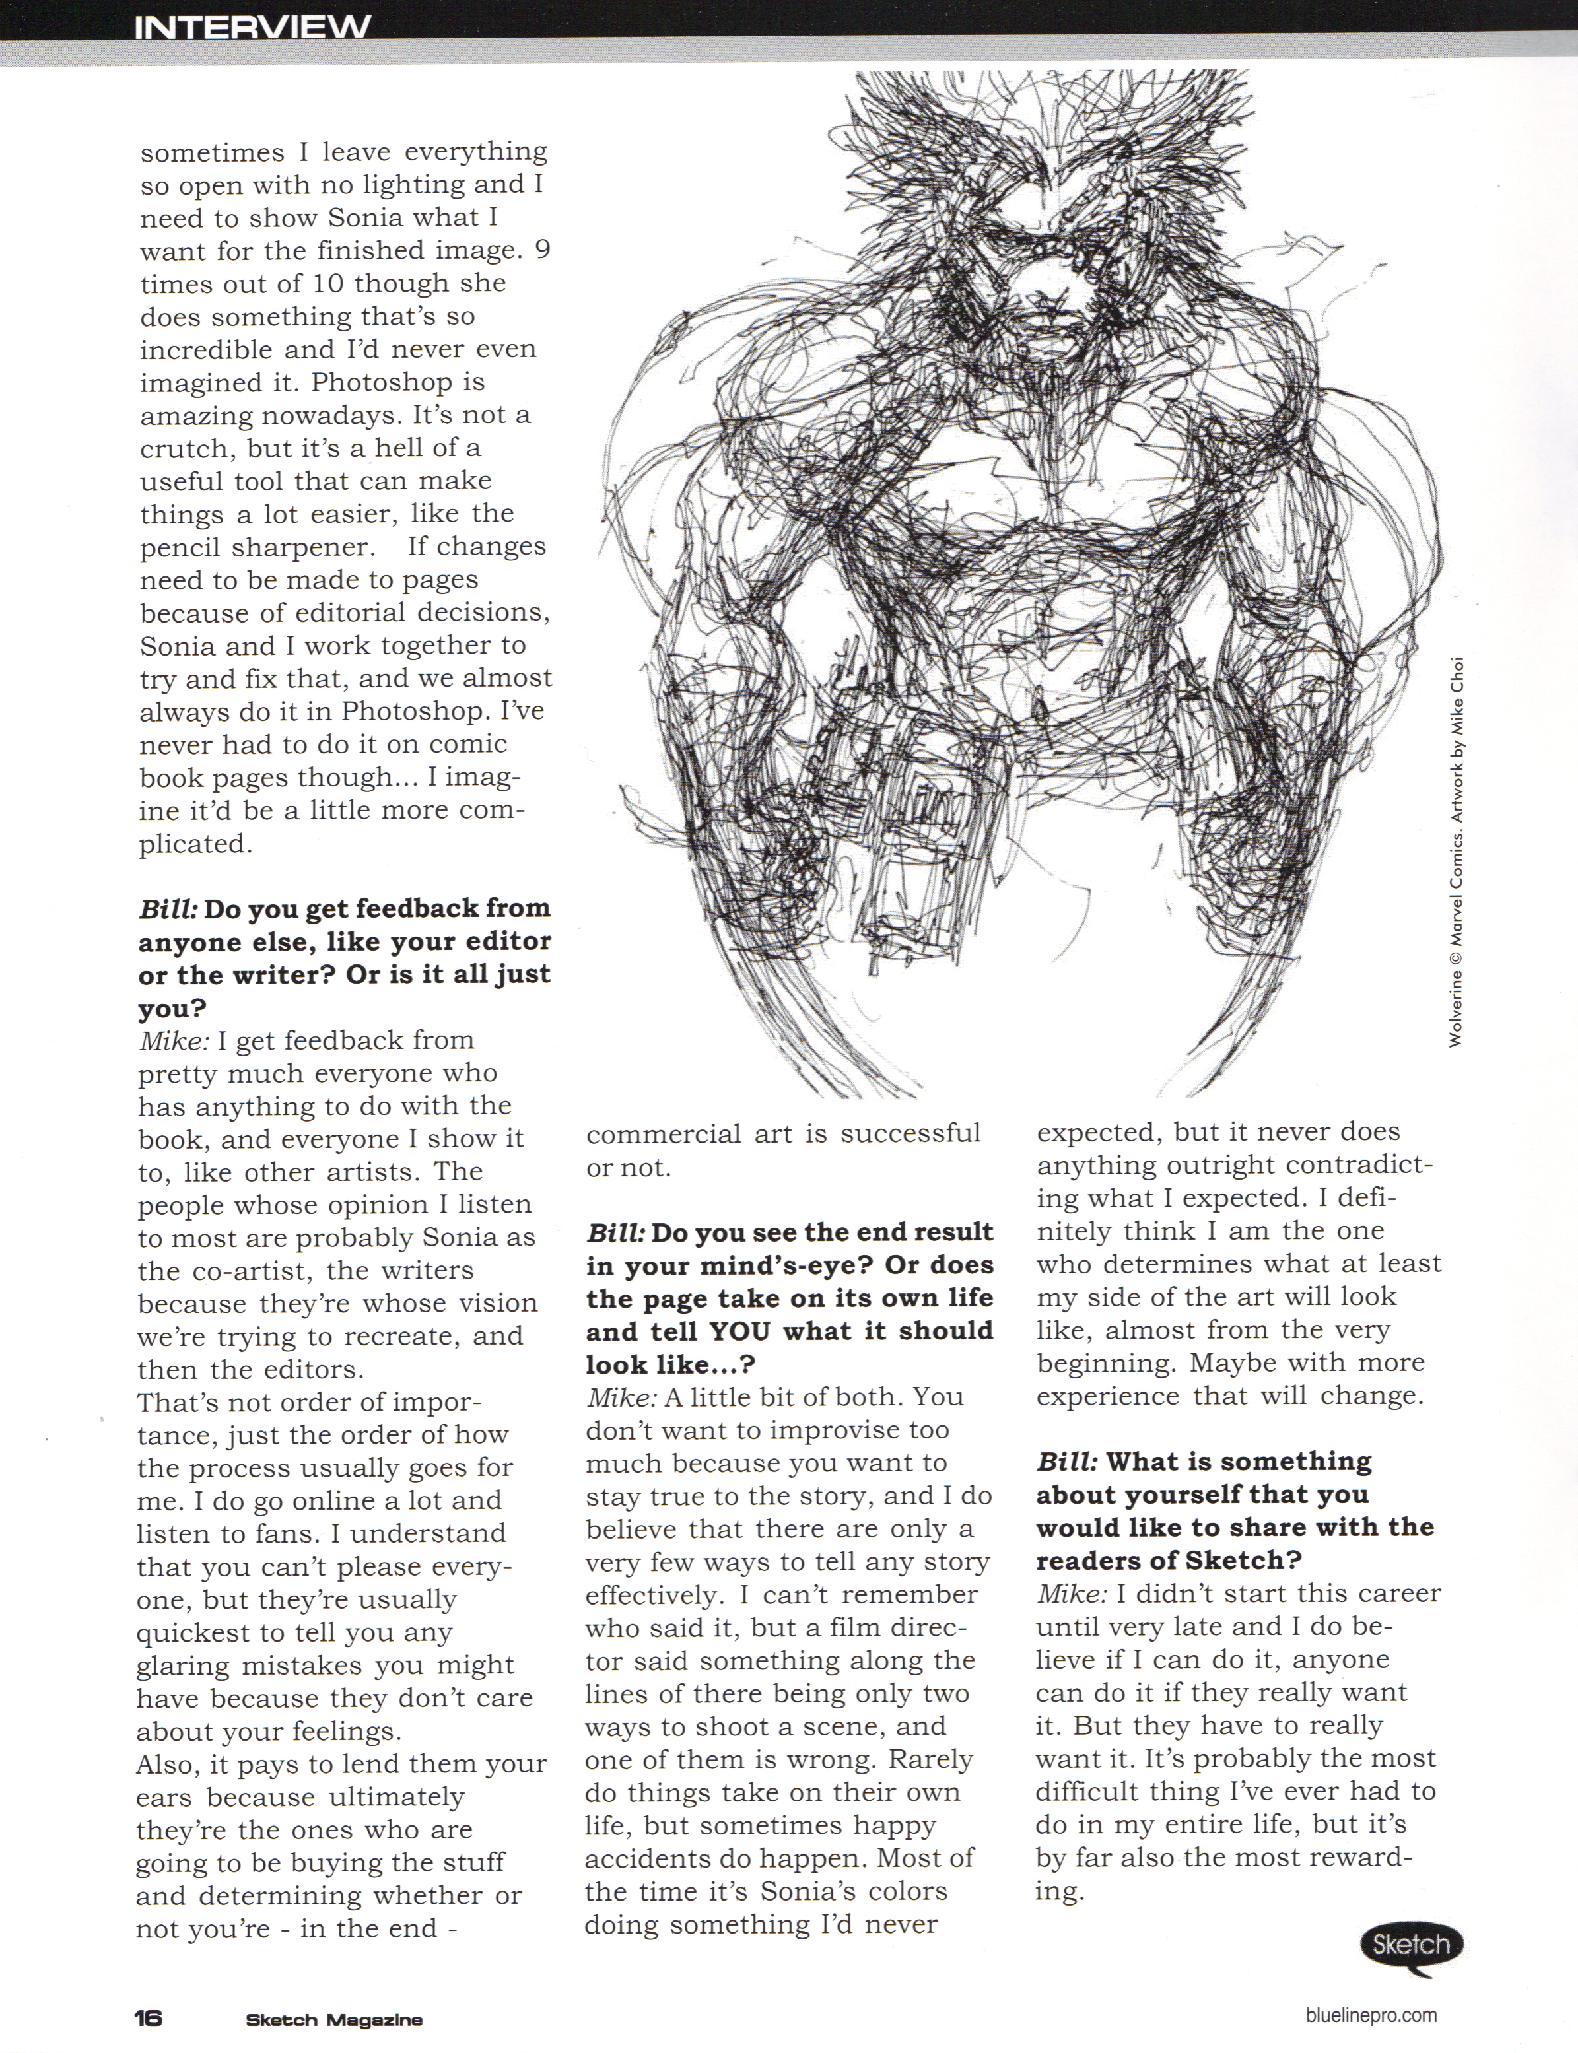 INTERVIEW
sometimes I leave everything
so open with no lighting and I
need to show Sonia what I
want for the finished image. 9
times out of 10 though she
does something that's so
incredible and I'd never even
imagined it. Photoshop is
amazing nowadays. It's not a
crutch, but it's a hell of a
useful tool that can make
things a lot easier, like the
pencil sharpener. If changes
need to be made to pages
because of editorial decisions,
Sonia and I work together to
try and fix that, and we almost
always do it in Photoshop. I've
never had to do it on comic
book pages though... I imag-
ine it'd be a little more com-
plicated.
Bill: Do you get feedback from
anyone else, like your editor
or the writer? Or is it all just
you?
Mike: I get feedback from
pretty much everyone who
has anything to do with the
book, and everyone I show it
to, like other artists. The
people whose opinion I listen
to most are probably Sonia as
the co-artist, the writers
because they're whose vision
we're trying to recreate, and
then the editors.
That's not order of impor-
tance, just the order of how
the process usually goes for
me. I do go online a lot and
listen to fans. I understand
that you can't please every-
one, but they're usually
quickest to tell you any
glaring mistakes you might
have because they don't care
about your feelings.
Also, it pays to lend them your
ears because ultimately
they're the ones who are
going to be buying the stuff
and determining whether or
not you're - in the end -
commercial art is successful
or not.
Bill: Do you see the end result
in your mind's-eye? Or does
the page take on its own life
and tell YOU what it should
look like...?
Mike: A little bit of both. You
don't want to improvise too
much because you want to
stay true to the story, and I do
believe that there are only a
very few ways to tell any story
effectively. I can't remember
who said it, but a film direc-
tor said something along the
lines of there being only two
ways to shoot a scene, and
one of them is wrong. Rarely
do things take on their own
life, but sometimes happy
accidents do happen. Most of
the time it's Sonia's colors
doing something I'd never
expected, but it never does
anything outright contradict-
ing what I expected. I defi-
nitely think I am the one
who determines what at least
my side of the art will look
like, almost from the very
beginning. Maybe with more
experience that will change.
Bill: What is something
about yourself that you
would like to share with the
readers of Sketch?
Mike: I didn't start this career
until very late and I do be-
lieve if I can do it, anyone
can do it if they really want
it. But they have to really
want it. It's probably the most
difficult thing I've ever had to
do in my entire life, but it's
by far also the most reward-
ing.
Wolverine © Marvel Comics. Artwork by Mike Choi
Sketch
16 Sketch Magazine
bluelinepro.com